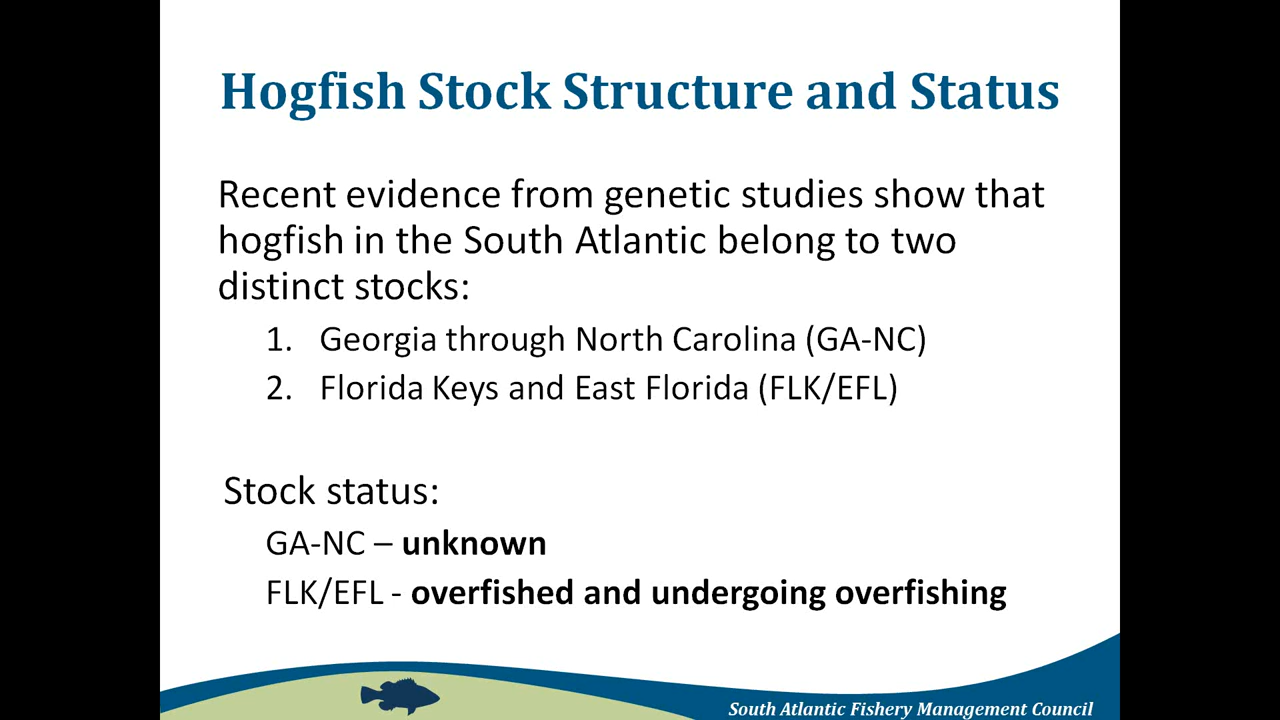 Hogfish Stock Structure and Status
Recent evidence from genetic studies show that
hogfish in the South Atlantic belong to two
distinct stocks:
1. Georgia through North Carolina (GA-NC)
2. Florida Keys and East Florida (FLK/EFL)
Stock status:
GA-NC – unknown
FLK/EFL - overfished and undergoing overfishing
South Atlantic Fishery Management Council